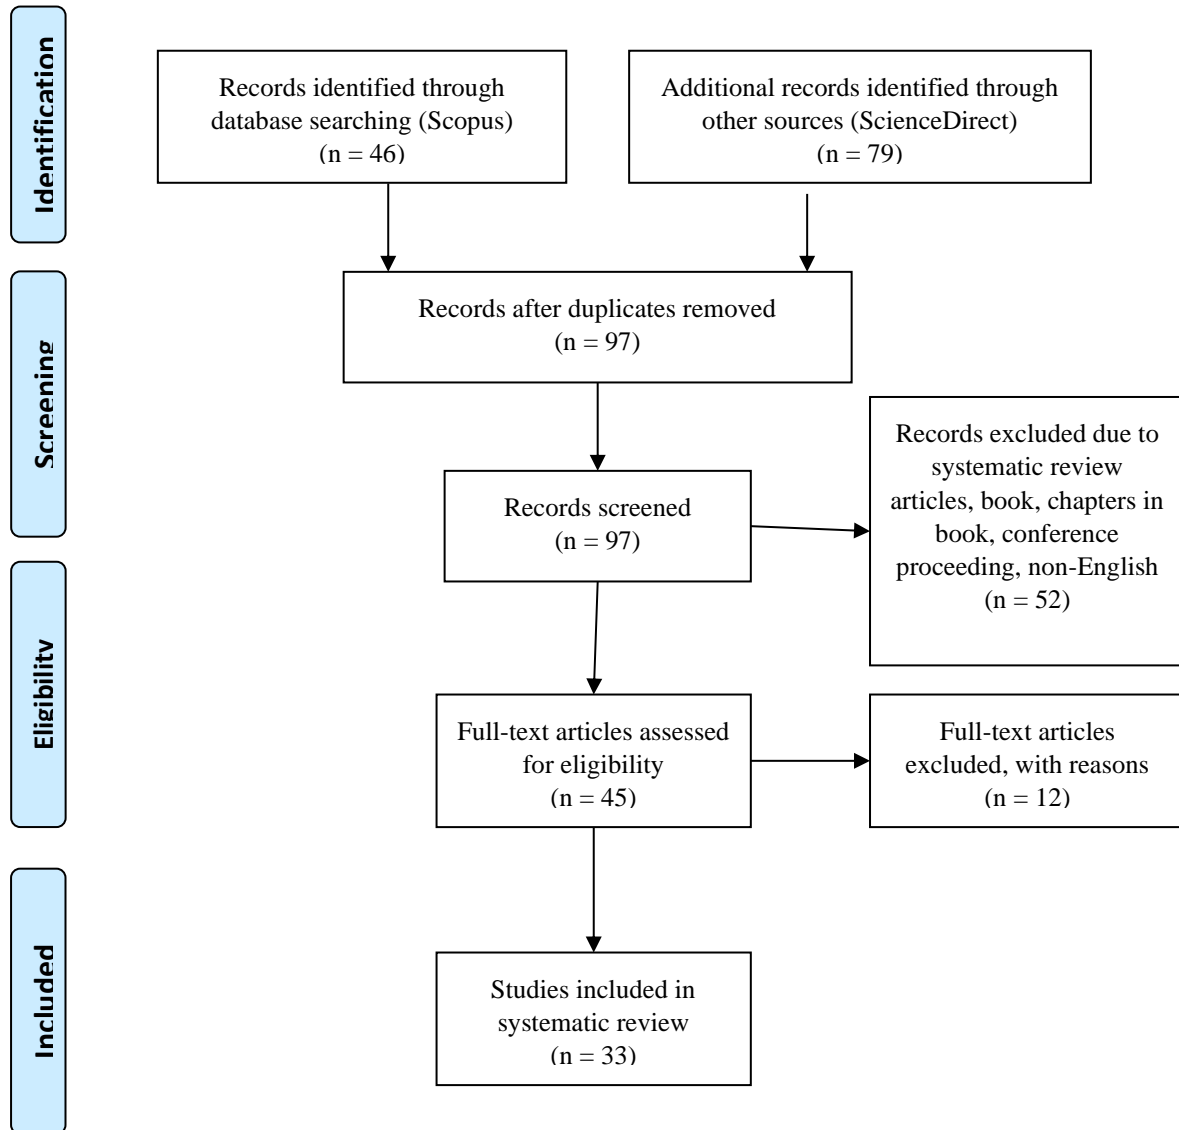 Identification
Records identified through
database searching (Scopus)
(n = 46)
Additional records identified through
other sources (ScienceDirect)
(n = 79)
Screening
Records after duplicates removed
(n = 97)
Records screened
(n = 97)
Records excluded due to
systematic review
articles, book, chapters in
book, conference
proceeding, non-English
(n = 52)
Eligibility
Full-text articles assessed
for eligibility
(n = 45)
Full-text articles
excluded, with reasons
(n = 12)
Included
Studies included in
systematic review
(n = 33)